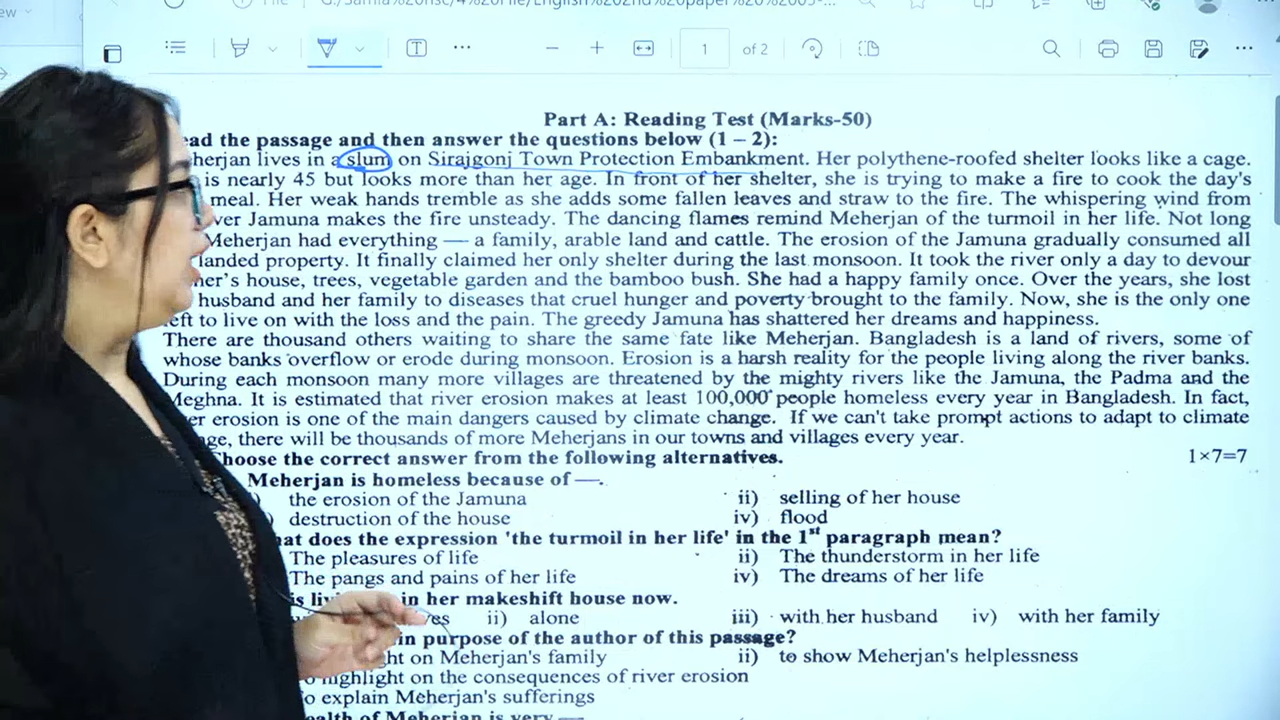 1 of 2
Part A: Reading Test (Marks-50)
ead the passage and then answer the questions below (1 – 2):
herjan lives in a slum on Sirajgonj Town Protection Embankment. Her polythene-roofed shelter looks like a cage.
is nearly 45 but looks more than her age. In front of her shelter, she is trying to make a fire to cook the day's
meal. Her weak hands tremble as she adds some fallen leaves and straw to the fire. The whispering wind from
ver Jamuna makes the fire unsteady. The dancing flames remind Meherjan of the turmoil in her life. Not long
Meherjan had everything — a family, arable land and cattle. The erosion of the Jamuna gradually consumed all
landed property. It finally claimed her only shelter during the last monsoon. It took the river only a day to devour
her's house, trees, vegetable garden and the bamboo bush. She had a happy family once. Over the years, she lost
husband and her family to diseases that cruel hunger and poverty brought to the family. Now, she is the only one
left to live on with the loss and the pain. The greedy Jamuna has shattered her dreams and happiness.
There are thousand others waiting to share the same fate like Meherjan. Bangladesh is a land of rivers, some of
whose banks overflow or erode during monsoon. Erosion is a harsh reality for the people living along the river banks.
During each monsoon many more villages are threatened by the mighty rivers like the Jamuna, the Padma and the
Meghna. It is estimated that river erosion makes at least 100,000 people homeless every year in Bangladesh. In fact,
er erosion is one of the main dangers caused by climate change. If we can't take prompt actions to adapt to climate
ge, there will be thousands of more Meherjans in our towns and villages every year.
hoose the correct answer from the following alternatives. 1×7=7
Meherjan is homeless because of —.
the erosion of the Jamuna ii) selling of her house
destruction of the house iv) flood
at does the expression 'the turmoil in her life' in the 1st paragraph mean?
The pleasures of life ii) The thunderstorm in her life
The pangs and pains of her life iv) The dreams of her life
in her makeshift house now.
ves ii) alone iii) with her husband iv) with her family
in purpose of the author of this passage?
ht on Meherjan's family ii) to show Meherjan's helplessness
o highlight on the consequences of river erosion
o explain Meherjan's sufferings
ealth of Meherjan is very —